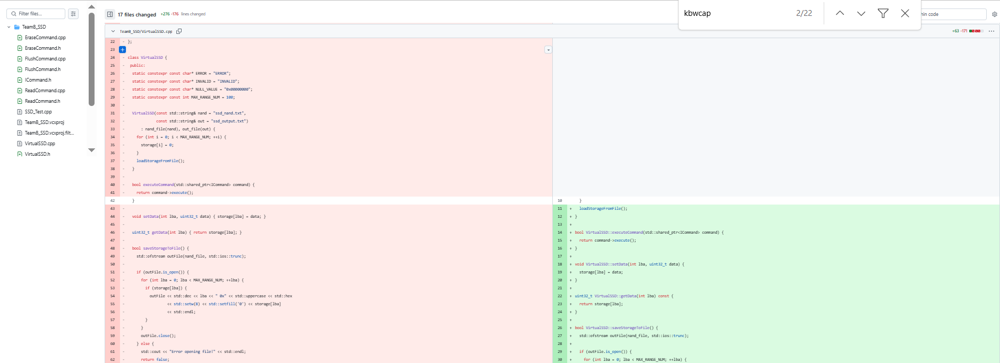 Filter files...
TeamB_SSD
EraseCommand.cpp
EraseCommand.h
FlushCommand.cpp
FlushCommand.h
ICommand.h
ReadCommand.cpp
ReadCommand.h
SSD_Test.cpp
TeamB_SSD.vcxproj
TeamB_SSD.vcxproj.filt...
VirtualSSD.cpp
VirtualSSD.h
17 files changed +276 -176 lines changed
kbwcap 2/22
hin code
TeamB_SSD/VirtualSSD.cpp +63 -171
22 - };
23
24 - class VirtualSSD {
25 - public:
26 - static constexpr const char* ERROR = "ERROR";
27 - static constexpr const char* INVALID = "INVALID";
28 - static constexpr const char* NULL_VALUE = "0x00000000";
29 - static constexpr const int MAX_RANGE_NUM = 100;
30 -
31 - VirtualSSD(const std::string& nand = "ssd_nand.txt",
32 - const std::string& out = "ssd_output.txt")
33 - : nand_file(nand), out_file(out) {
34 - for (int i = 0; i < MAX_RANGE_NUM; ++i) {
35 - storage[i] = 0;
36 - }
37 - loadStorageFromFile();
38 - }
39 -
40 - bool executeCommand(std::shared_ptr<ICommand> command) {
41 - return command->execute();
42 }
43 -
44 - void setData(int lba, uint32_t data) { storage[lba] = data; }
45 -
46 - uint32_t getData(int lba) { return storage[lba]; }
47 -
48 - bool saveStorageToFile() {
49 - std::ofstream outFile(nand_file, std::ios::trunc);
50 -
51 - if (outFile.is_open()) {
52 - for (int lba = 0; lba < MAX_RANGE_NUM; ++lba) {
53 - if (storage[lba]) {
54 - outFile << std::dec << lba << " 0x" << std::uppercase << std::hex
55 - << std::setw(8) << std::setfill('0') << storage[lba]
56 - << std::endl;
57 - }
58 - }
59 - outFile.close();
60 - } else {
61 - std::cout << "Error opening file!" << std::endl;
62 - return false;
10 }
11 + loadStorageFromFile();
12 + }
13 +
14 + bool VirtualSSD::executeCommand(std::shared_ptr<ICommand> command) {
15 + return command->execute();
16 + }
17 +
18 + void VirtualSSD::setData(int lba, uint32_t data) {
19 + storage[lba] = data;
20 + }
21 +
22 + uint32_t VirtualSSD::getData(int lba) const {
23 + return storage[lba];
24 + }
25 +
26 + bool VirtualSSD::saveStorageToFile() {
27 + std::ofstream outFile(nand_file, std::ios::trunc);
28 +
29 + if (outFile.is_open()) {
30 + for (int lba = 0; lba < MAX_RANGE_NUM; ++lba) {